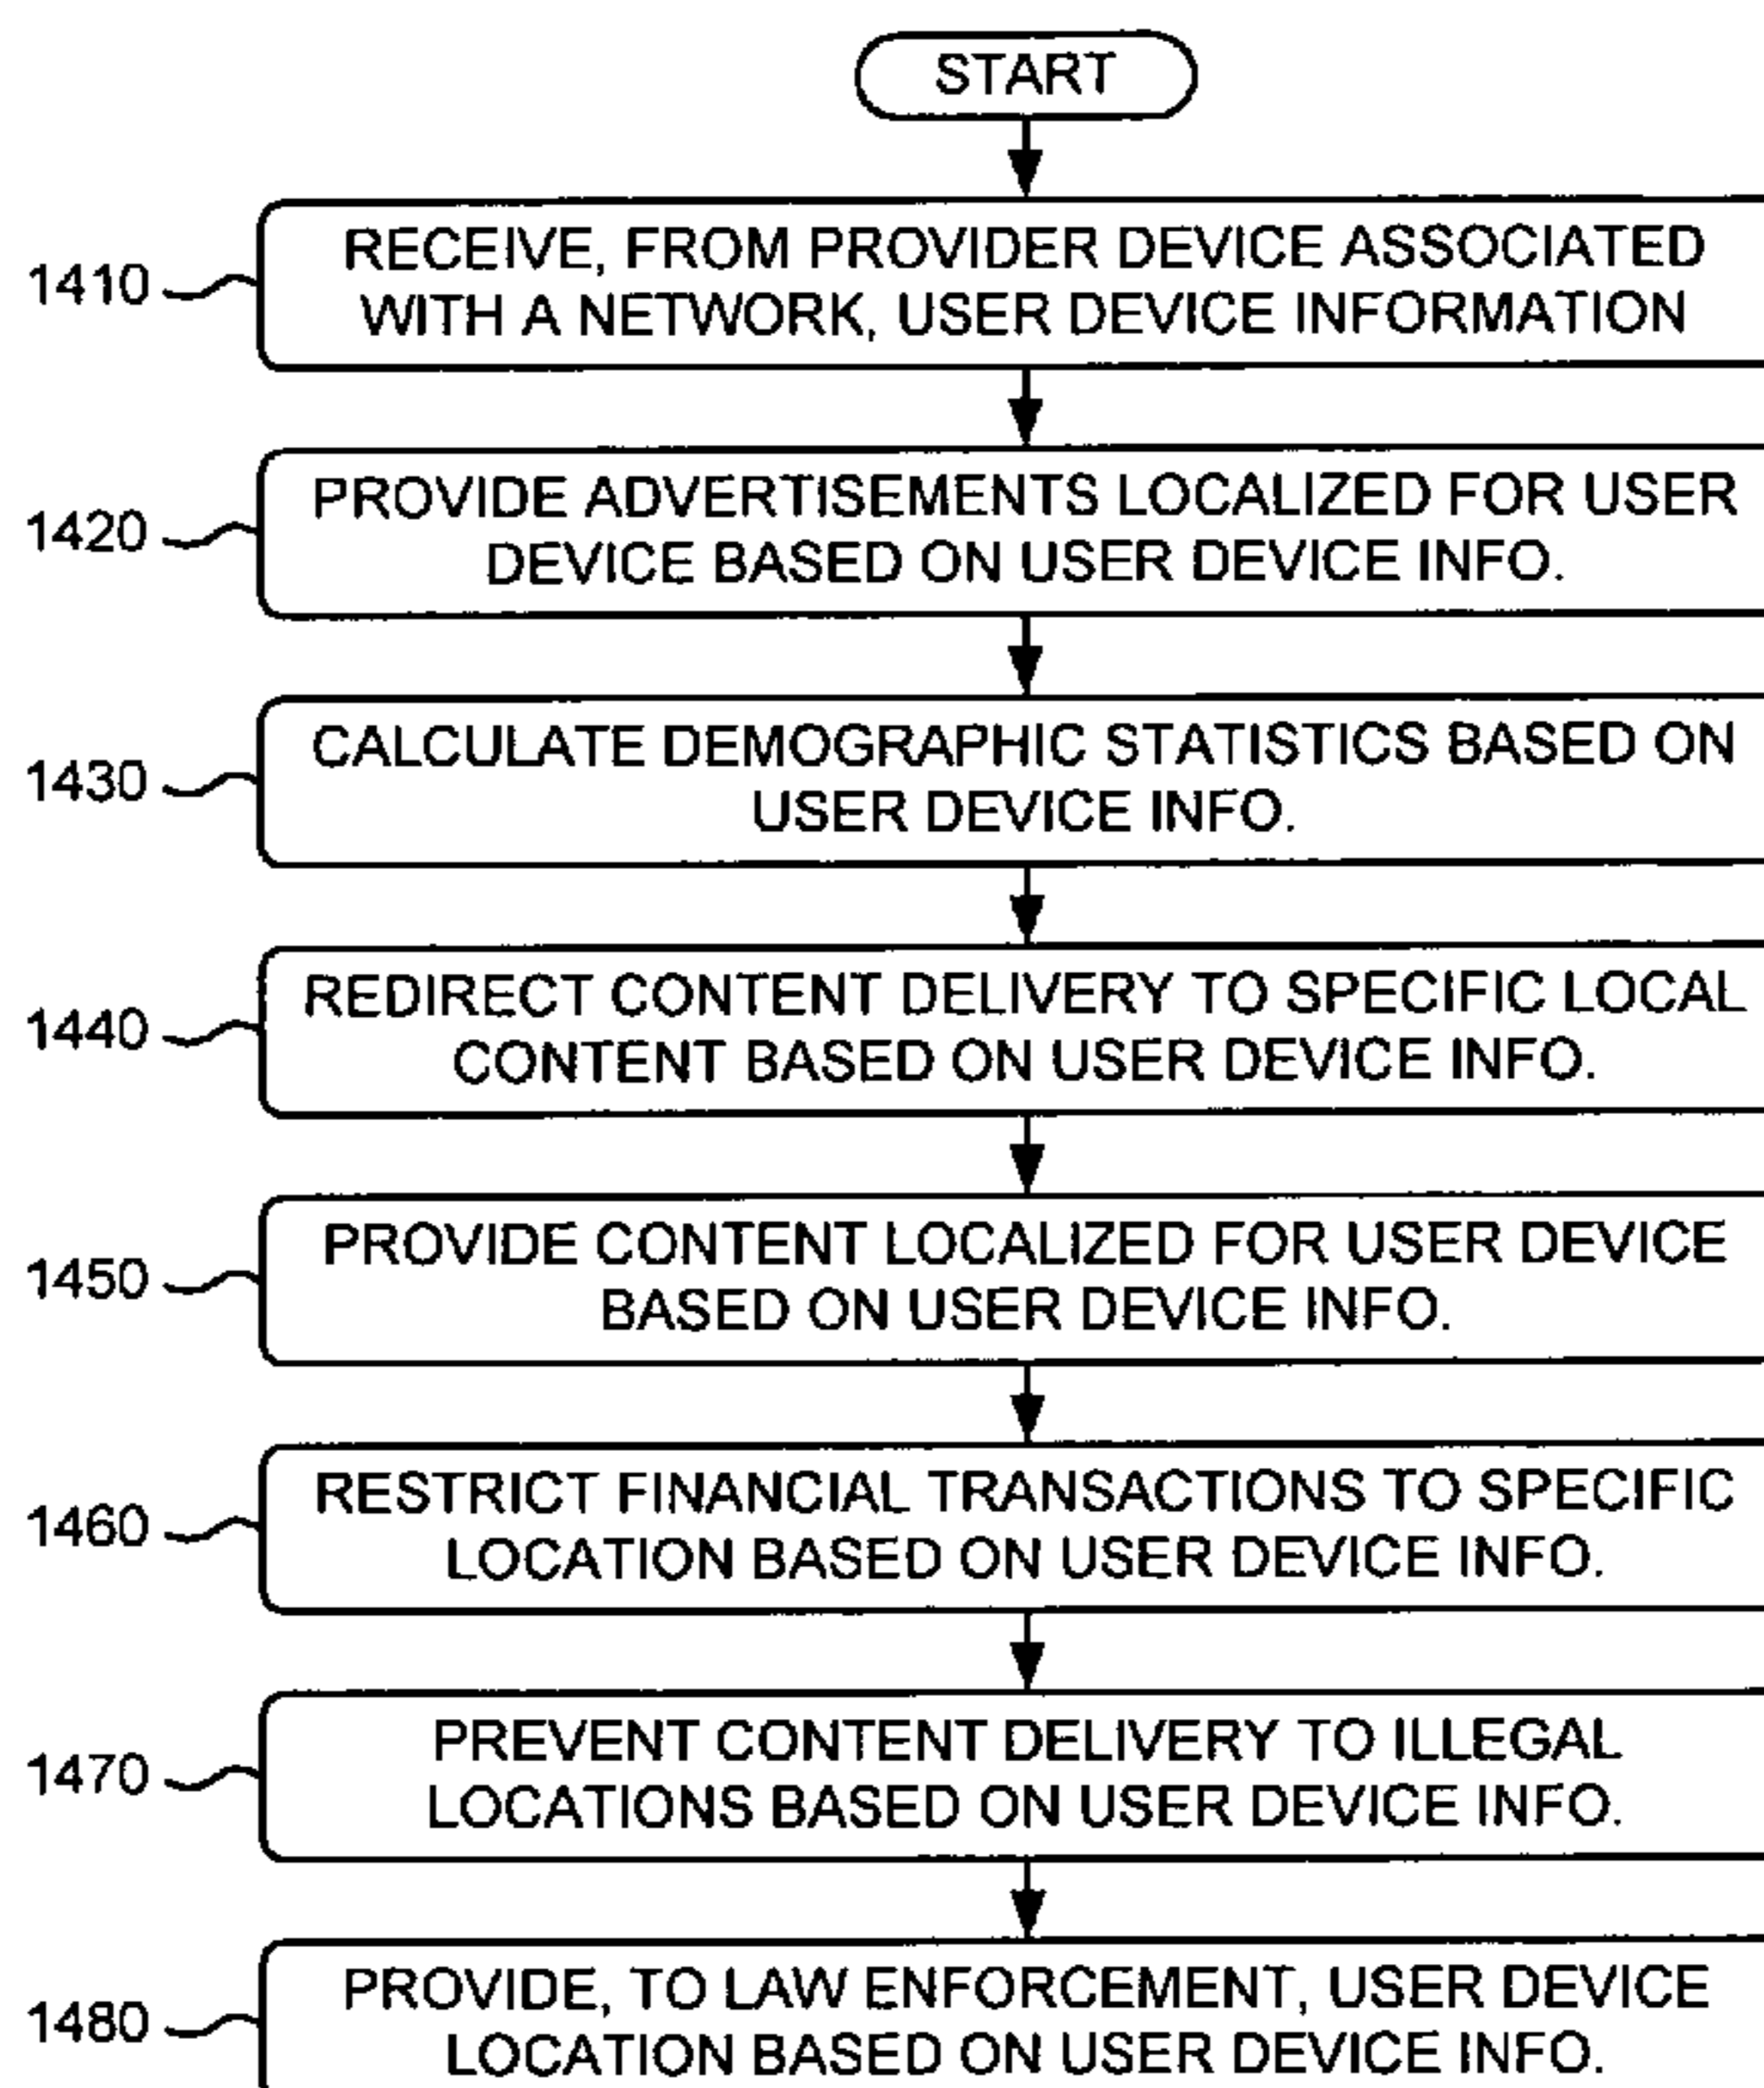 START
1410
RECEIVE, FROM PROVIDER DEVICE ASSOCIATED
WITH A NETWORK, USER DEVICE INFORMATION
1420
PROVIDE ADVERTISEMENTS LOCALIZED FOR USER
DEVICE BASED ON USER DEVICE INFO.
1430
CALCULATE DEMOGRAPHIC STATISTICS BASED ON
USER DEVICE INFO.
1440
REDIRECT CONTENT DELIVERY TO SPECIFIC LOCAL
CONTENT BASED ON USER DEVICE INFO.
1450
PROVIDE CONTENT LOCALIZED FOR USER DEVICE
BASED ON USER DEVICE INFO.
1460
RESTRICT FINANCIAL TRANSACTIONS TO SPECIFIC
LOCATION BASED ON USER DEVICE INFO.
1470
PREVENT CONTENT DELIVERY TO ILLEGAL
LOCATIONS BASED ON USER DEVICE INFO.
1480
PROVIDE, TO LAW ENFORCEMENT, USER DEVICE
LOCATION BASED ON USER DEVICE INFO.